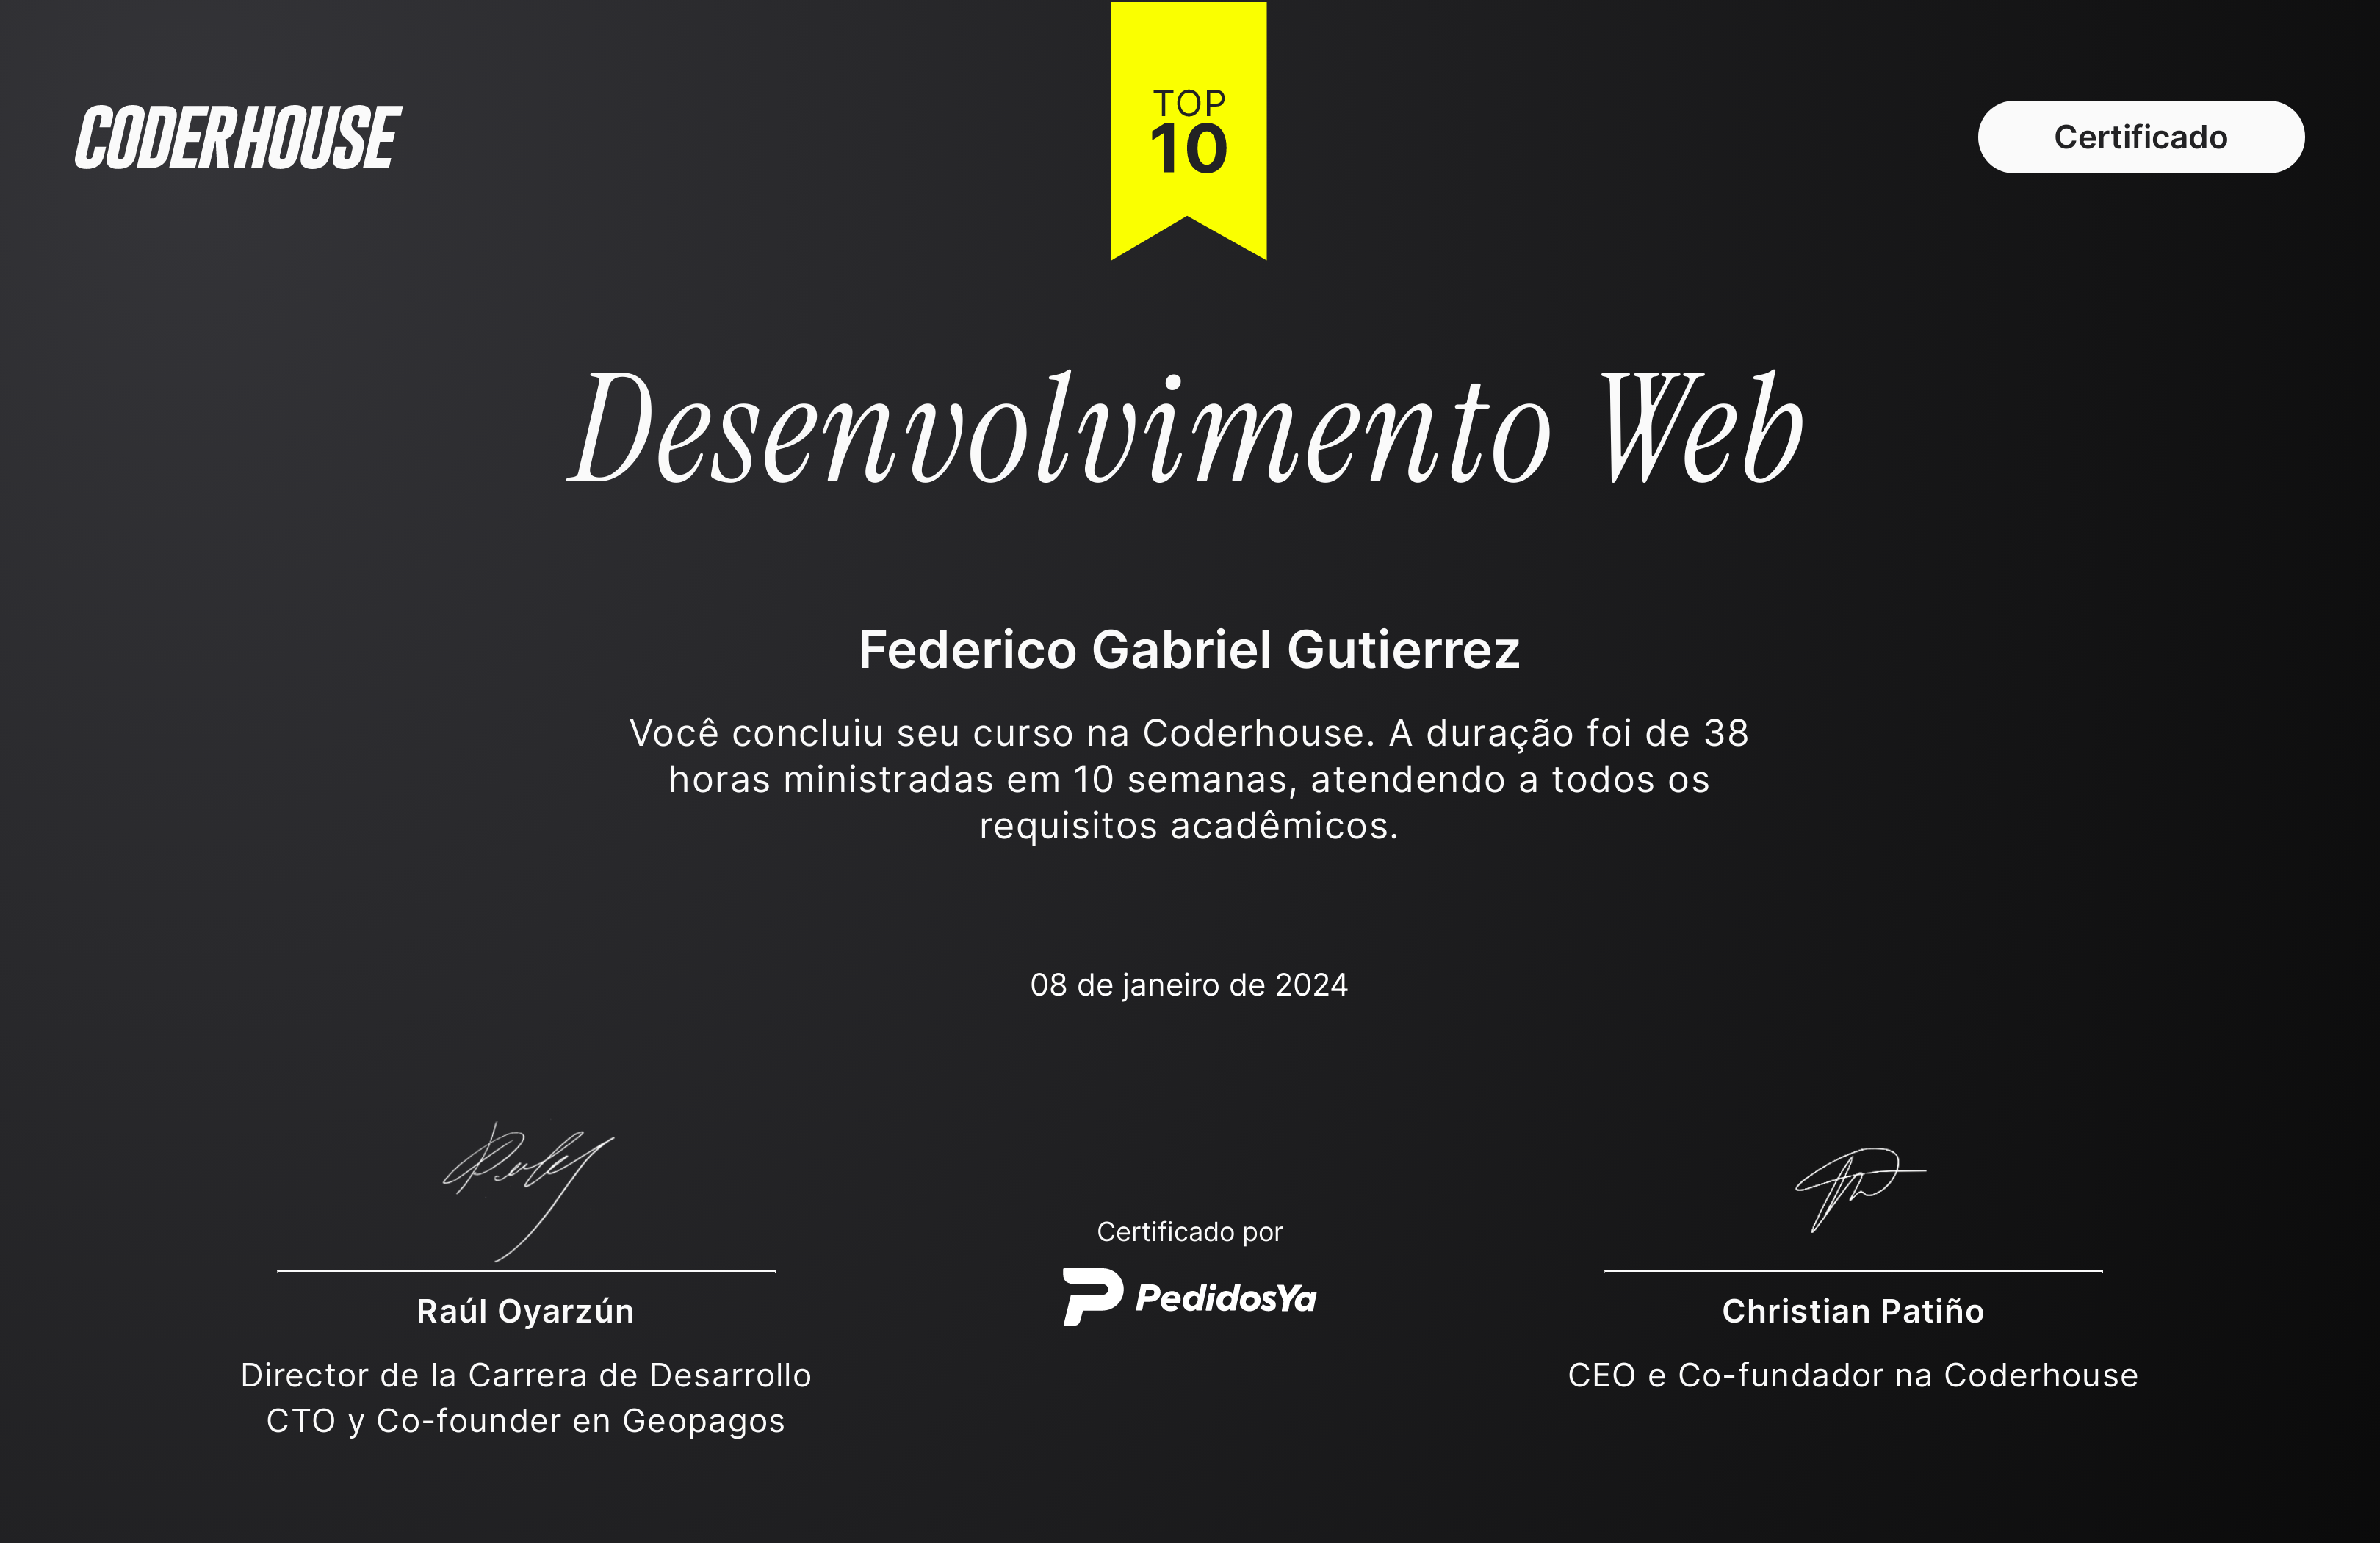 CODERHOUSE
TOP
10
Certificado
Desenvolvimento Web
Federico Gabriel Gutierrez
Você concluiu seu curso na Coderhouse. A duração foi de 38
horas ministradas em 10 semanas, atendendo a todos os
requisitos acadêmicos.
08 de janeiro de 2024
Raúl Oyarzún
Director de la Carrera de Desarrollo
CTO y Co-founder en Geopagos
Certificado por
PedidosYa
Christian Patiño
CEO e Co-fundador na Coderhouse